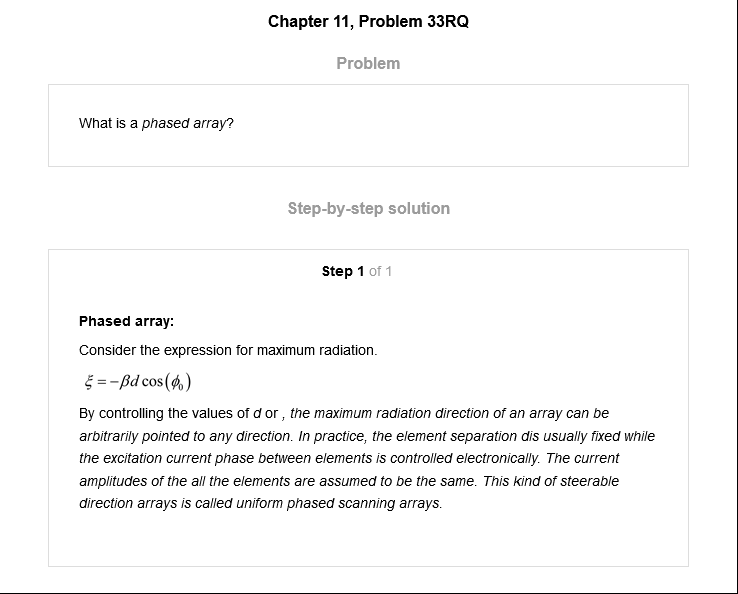 Chapter 11, Problem 33RQ
Problem
What is a phased array?
Step-by-step solution
Step 1 of 1
Phased array:
Consider the expression for maximum radiation.
ξ = −βd cos(ϕ₀)
By controlling the values of d or , the maximum radiation direction of an array can be
arbitrarily pointed to any direction. In practice, the element separation dis usually fixed while
the excitation current phase between elements is controlled electronically. The current
amplitudes of the all the elements are assumed to be the same. This kind of steerable
direction arrays is called uniform phased scanning arrays.